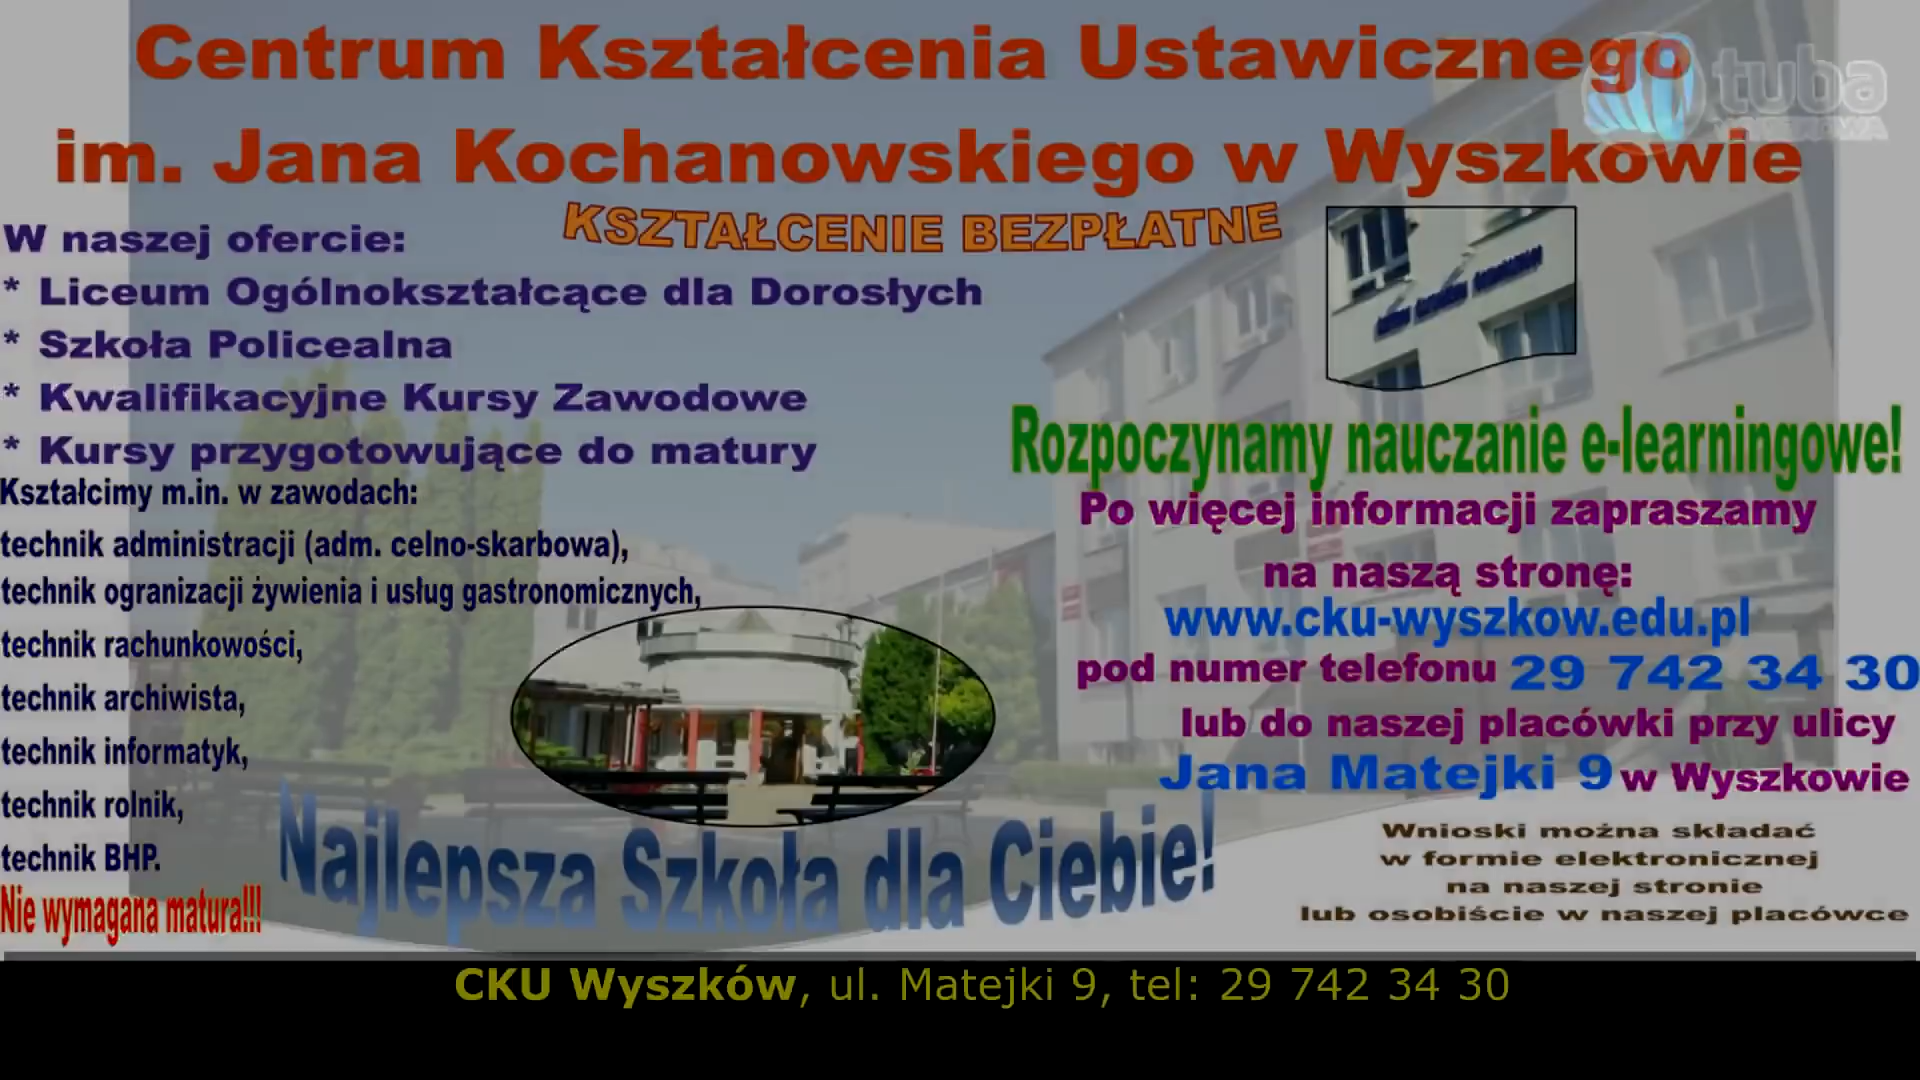 Centrum Kształcenia Ustawicznego
im. Jana Kochanowskiego w Wyszkowie
tuba
WYSZKOWA
KSZTAŁCENIE BEZPŁATNE
W naszej ofercie:
* Liceum Ogólnokształcące dla Dorosłych
* Szkoła Policealna
* Kwalifikacyjne Kursy Zawodowe
* Kursy przygotowujące do matury
Kształcimy m.in. w zawodach:
technik administracji (adm. celno-skarbowa),
technik ogranizacji żywienia i usług gastronomicznych,
technik rachunkowości,
technik archiwista,
technik informatyk,
technik rolnik,
technik BHP.
Nie wymagana matura!!!
Najlepsza Szkoła dla Ciebie!
Rozpoczynamy nauczanie e-learningowe!
Po więcej informacji zapraszamy
na naszą stronę:
www.cku-wyszkow.edu.pl
pod numer telefonu 29 742 34 30
lub do naszej placówki przy ulicy
Jana Matejki 9 w Wyszkowie
Wnioski można składać
w formie elektronicznej
na naszej stronie
lub osobiście w naszej placówce
CKU Wyszków, ul. Matejki 9, tel: 29 742 34 30